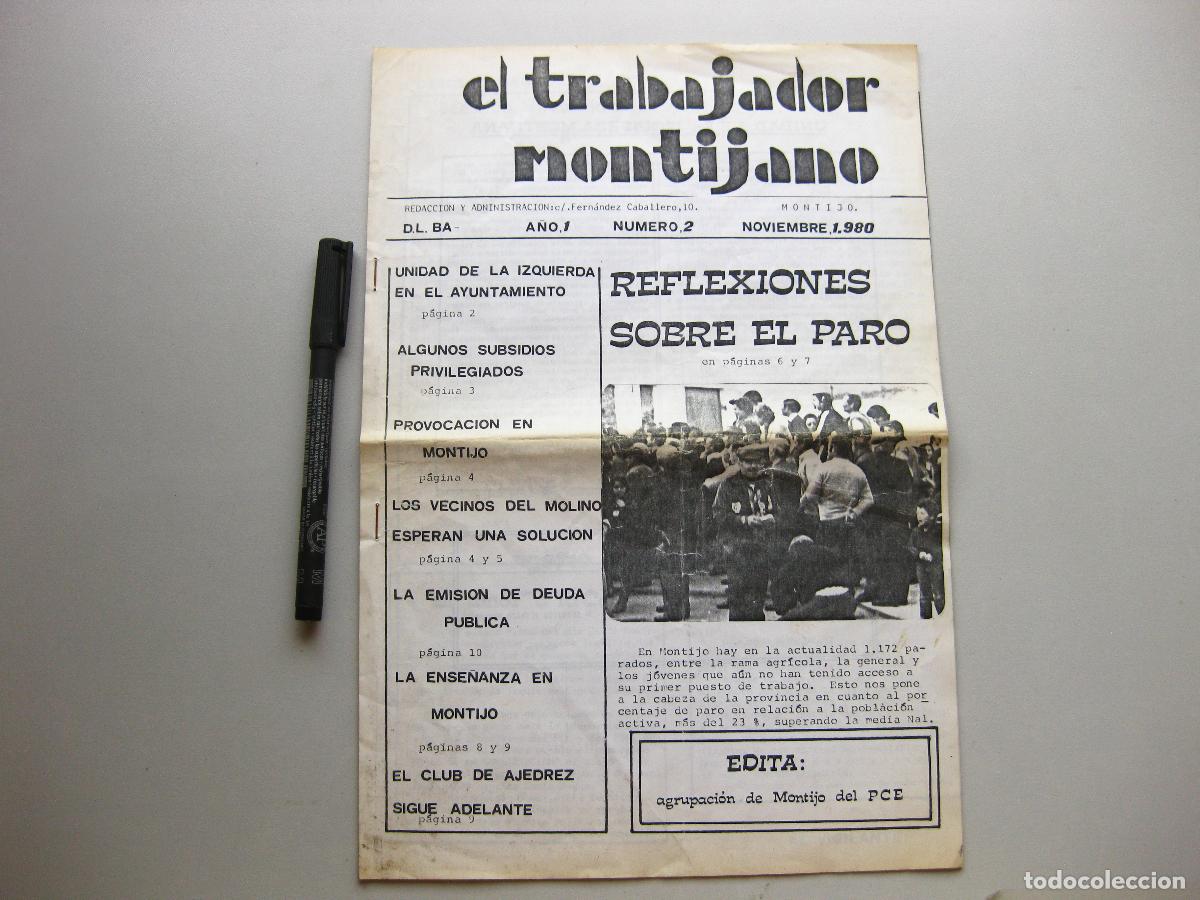 el trabajador
montijano
REDACCION Y ADNINISTRACION:c/.Fernández Caballero,10. MONTIJO.
D.L. BA- AÑO,1 NUMERO,2 NOVIEMBRE,1.980
UNIDAD DE LA IZQUIERDA
EN EL AYUNTAMIENTO
página 2
ALGUNOS SUBSIDIOS
PRIVILEGIADOS
página 3
PROVOCACION EN
MONTIJO
página 4
LOS VECINOS DEL MOLINO
ESPERAN UNA SOLUCION
página 4 y 5
LA EMISION DE DEUDA
PUBLICA
página 10
LA ENSEÑANZA EN
MONTIJO
páginas 8 y 9
EL CLUB DE AJEDREZ
SIGUE ADELANTE
página 9
REFLEXIONES
SOBRE EL PARO
en páginas 6 y 7
En Montijo hay en la actualidad 1.172 pa-
rados, entre la rama agrícola, la general y
los jóvenes que aún no han tenido acceso a
su primer puesto de trabajo. Esto nos pone
a la cabeza de la provincia en cuanto al por
centaje de paro en relación a la población
activa, más del 23 %, superando la media Nal.
EDITA:
agrupación de Montijo del PCE
todocoleccion